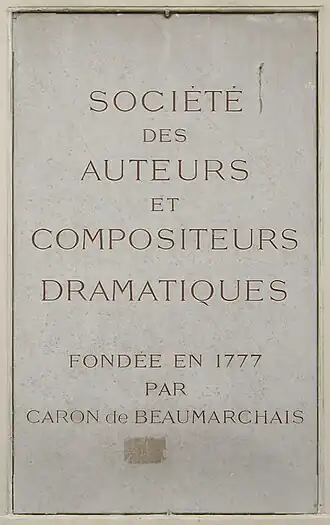 SOCIÉTÉ
DES
AUTEURS
ET
COMPOSITEURS
DRAMATIQUES
FONDÉE EN 1777
PAR
CARON de BEAUMARCHAIS